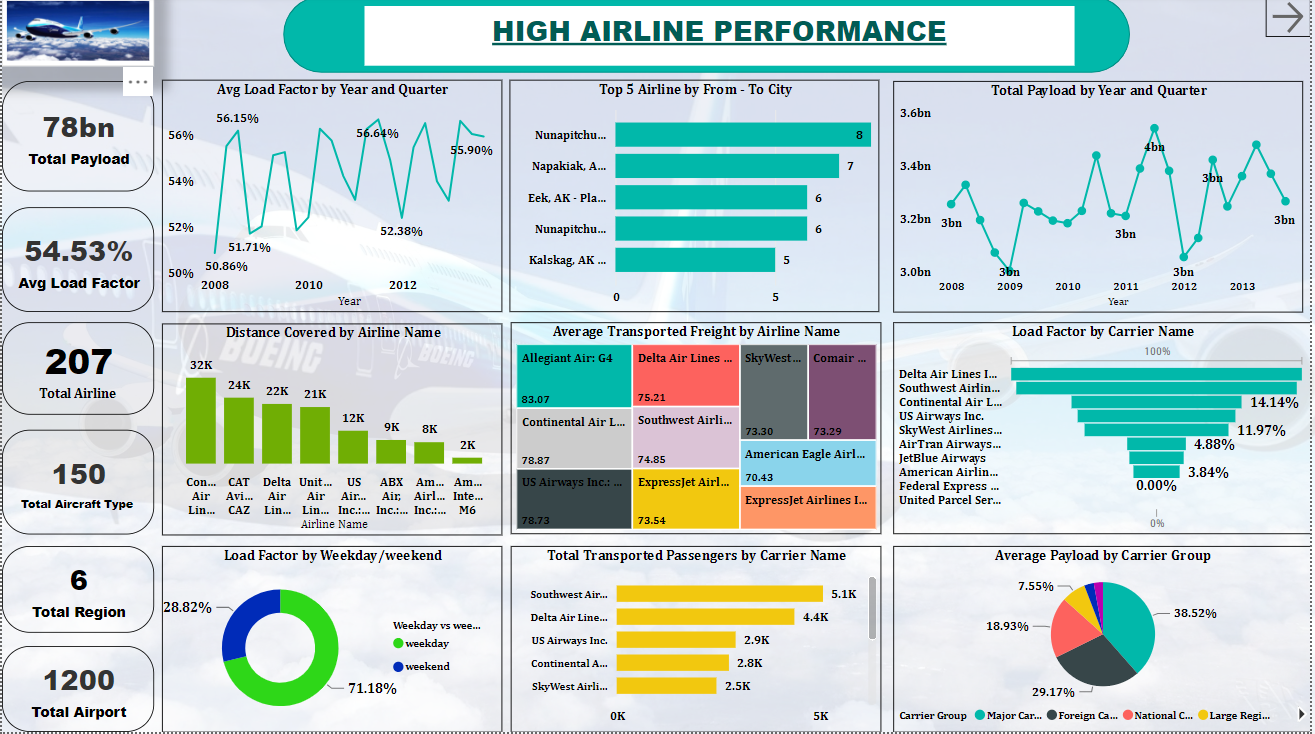 HIGH AIRLINE PERFORMANCE
78bn
Total Payload
54.53%
Avg Load Factor
207
Total Airline
150
Total Aircraft Type
6
Total Region
1200
Total Airport
Avg Load Factor by Year and Quarter
56%
54%
52%
50%
56.15%
56.64%
55.90%
52.38%
51.71%
50.86%
2008
2010
2012
Year
Top 5 Airline by From - To City
Nunapitchu...
8
Napakiak, A...
7
Eek, AK - Pla...
6
Nunapitchu...
6
Kalskag, AK ...
5
0
5
Total Payload by Year and Quarter
3.6bn
3.4bn
3.2bn
3.0bn
3bn
3bn
3bn
4bn
3bn
3bn
3bn
2008
2009
2010
2011
2012
2013
Year
Distance Covered by Airline Name
32K
24K
22K
21K
12K
9K
8K
2K
Con...
Air
Lin...
CAT
Avi...
CAZ
Delta
Air
Lin...
Unit...
Air
Lin...
US
Air...
Inc.:...
ABX
Air,
Inc.:...
Am...
Airl...
Inc.:...
Am...
Inte...
M6
Airline Name
BOEING
BOEING
Average Transported Freight by Airline Name
Allegiant Air: G4
83.07
Continental Air L...
78.87
US Airways Inc.: ...
78.73
Delta Air Lines ...
75.21
Southwest Airli...
74.85
ExpressJet Airl...
73.54
SkyWest...
73.30
Comair ...
73.29
American Eagle Airl...
70.43
ExpressJet Airlines I...
Load Factor by Carrier Name
100%
Delta Air Lines I...
Southwest Airlin...
Continental Air L...
14.14%
US Airways Inc.
SkyWest Airlines...
11.97%
AirTran Airways...
4.88%
JetBlue Airways
American Airlin...
3.84%
Federal Express ...
0.00%
United Parcel Ser...
0%
Load Factor by Weekday/weekend
28.82%
71.18%
Weekday vs wee...
weekday
weekend
Total Transported Passengers by Carrier Name
Southwest Air...
5.1K
Delta Air Line...
4.4K
US Airways Inc.
2.9K
Continental A...
2.8K
SkyWest Airli...
2.5K
0K
5K
Average Payload by Carrier Group
7.55%
38.52%
18.93%
29.17%
Carrier Group
Major Car...
Foreign Ca...
National C...
Large Regi...